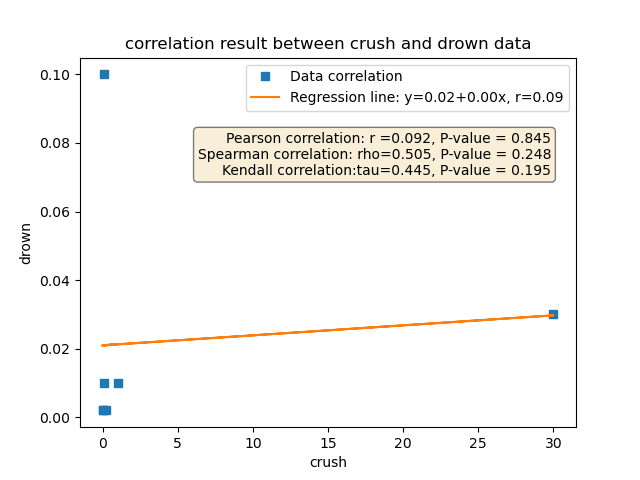 correlation result between crush and drown data
Data correlation
Regression line: y=0.02+0.00x, r=0.09
Pearson correlation: r =0.092, P-value = 0.845
Spearman correlation: rho=0.505, P-value = 0.248
Kendall correlation:tau=0.445, P-value = 0.195
drown
0.10
0.08
0.06
0.04
0.02
0.00
0
5
10
15
20
25
30
crush